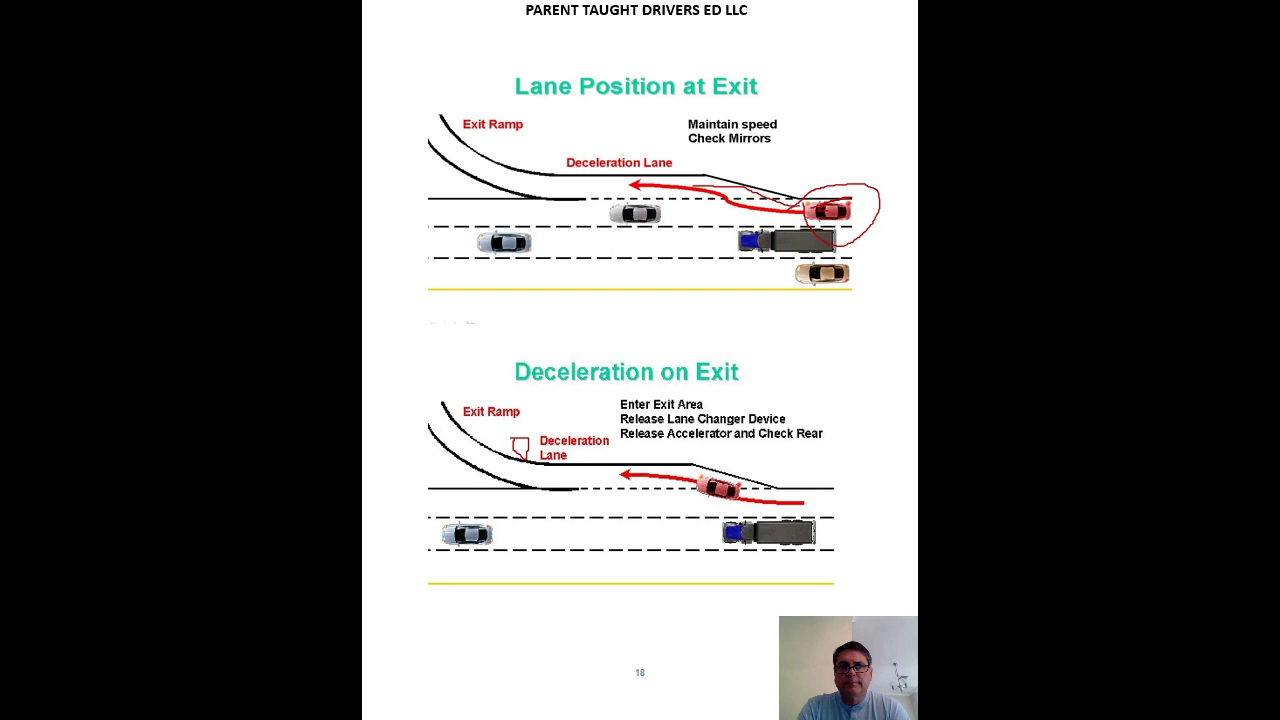 PARENT TAUGHT DRIVERS ED LLC
Lane Position at Exit
Exit Ramp
Maintain speed
Check Mirrors
Deceleration Lane
Deceleration on Exit
Exit Ramp
Enter Exit Area
Release Lane Changer Device
Release Accelerator and Check Rear
Deceleration
Lane
18